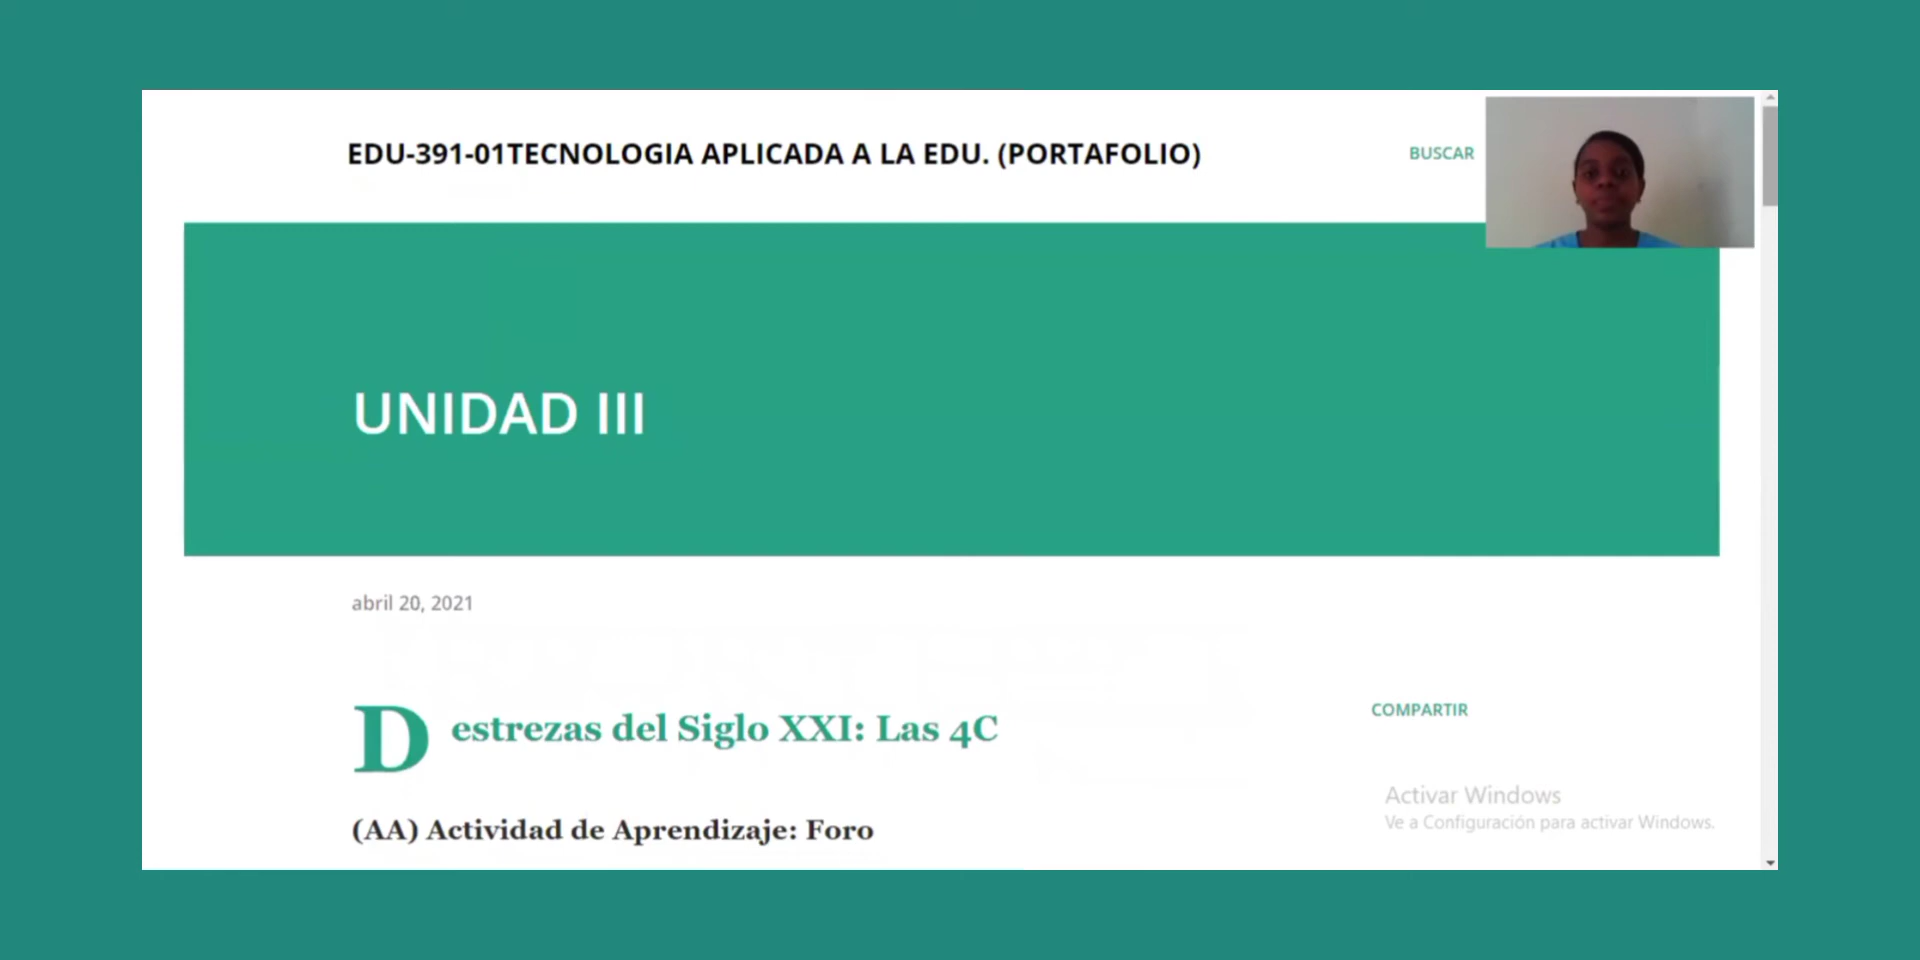 EDU-391-01TECNOLOGIA APLICADA A LA EDU. (PORTAFOLIO)
BUSCAR
UNIDAD III
abril 20, 2021
Destrezas del Siglo XXI: Las 4C
COMPARTIR
(AA) Actividad de Aprendizaje: Foro
Activar Windows
Ve a Configuración para activar Windows.